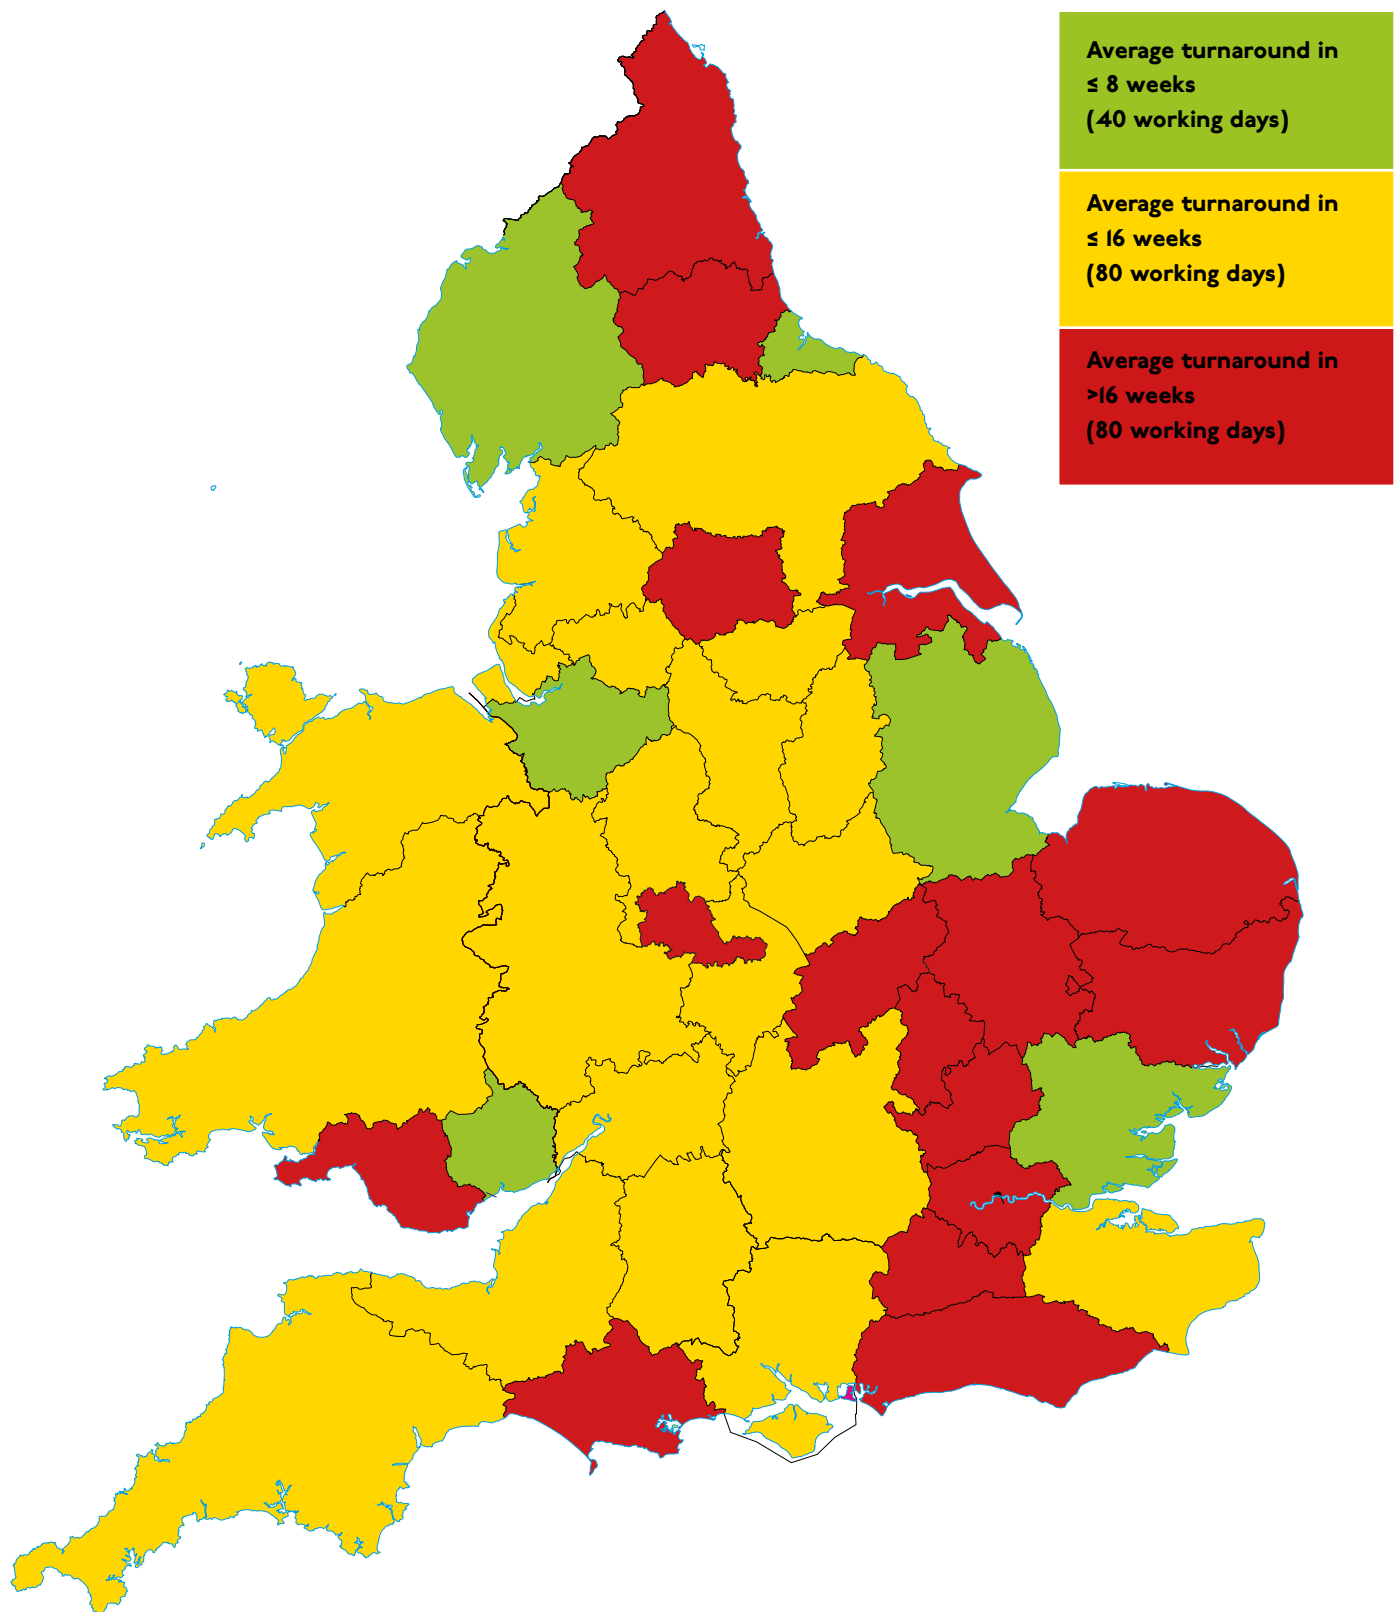 Average turnaround in
≤ 8 weeks
(40 working days)
Average turnaround in
≤ 16 weeks
(80 working days)
Average turnaround in
>16 weeks
(80 working days)